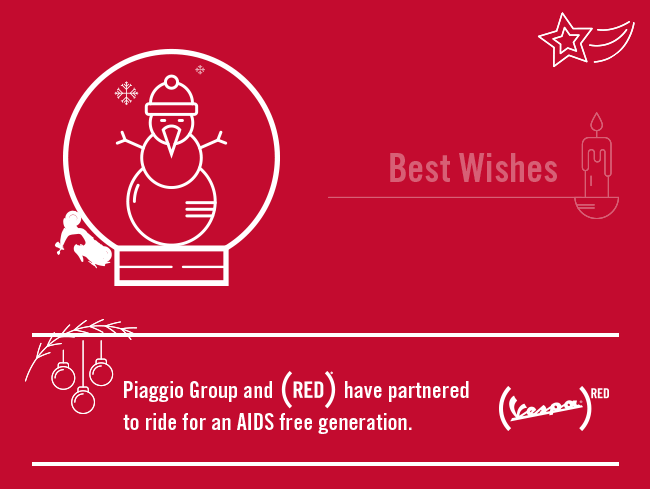 Best Wishes
Piaggio Group and (RED) have partnered
to ride for an AIDS free generation.
(Vespa) RED